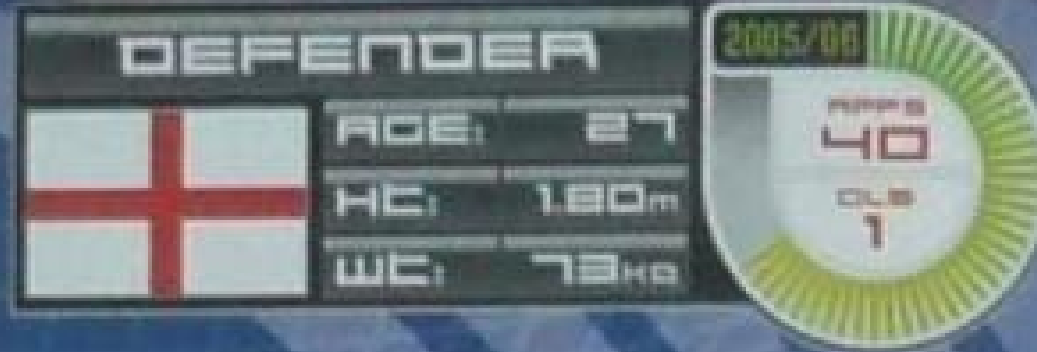 DEFENDER
AGE: 27
HT: 1.80m
WT: 73KG
2005/06
APPS
40
GLS
1